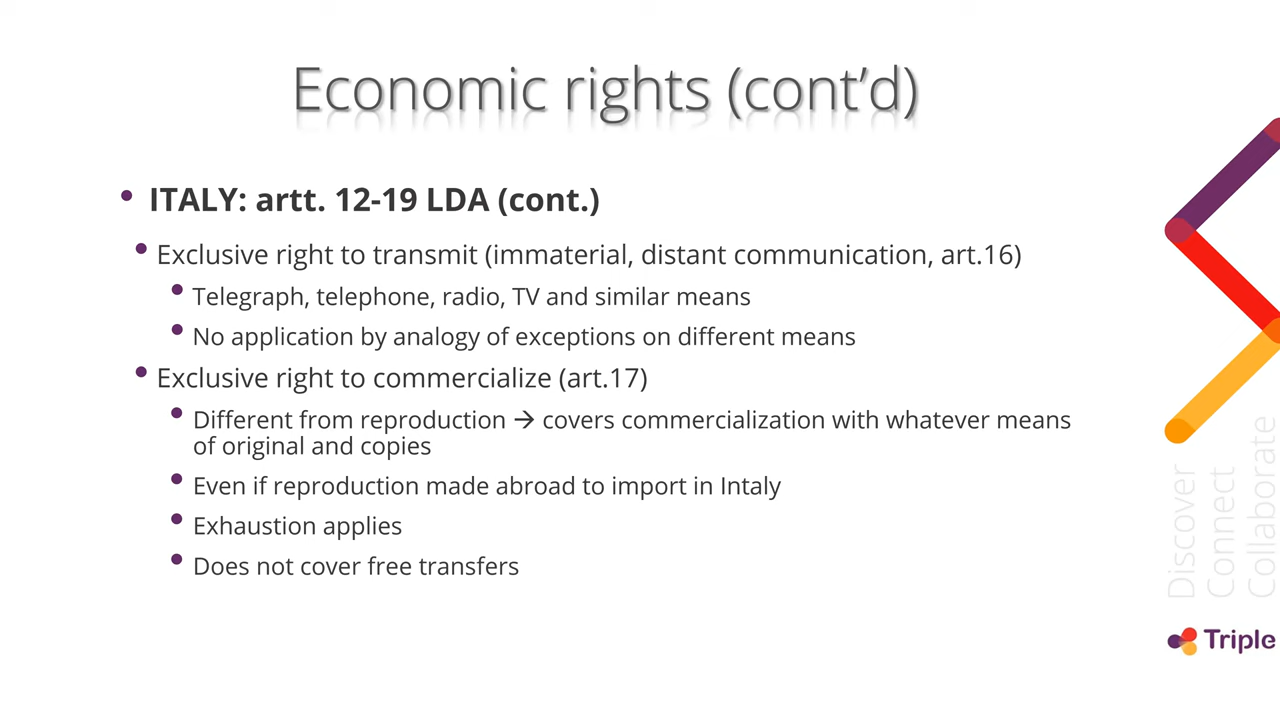 Economic rights (cont’d)
• ITALY: artt. 12-19 LDA (cont.)
• Exclusive right to transmit (immaterial, distant communication, art.16)
• Telegraph, telephone, radio, TV and similar means
• No application by analogy of exceptions on different means
• Exclusive right to commercialize (art.17)
• Different from reproduction → covers commercialization with whatever means
of original and copies
• Even if reproduction made abroad to import in Intaly
• Exhaustion applies
• Does not cover free transfers
Discover
Connect
Collaborate
Triple